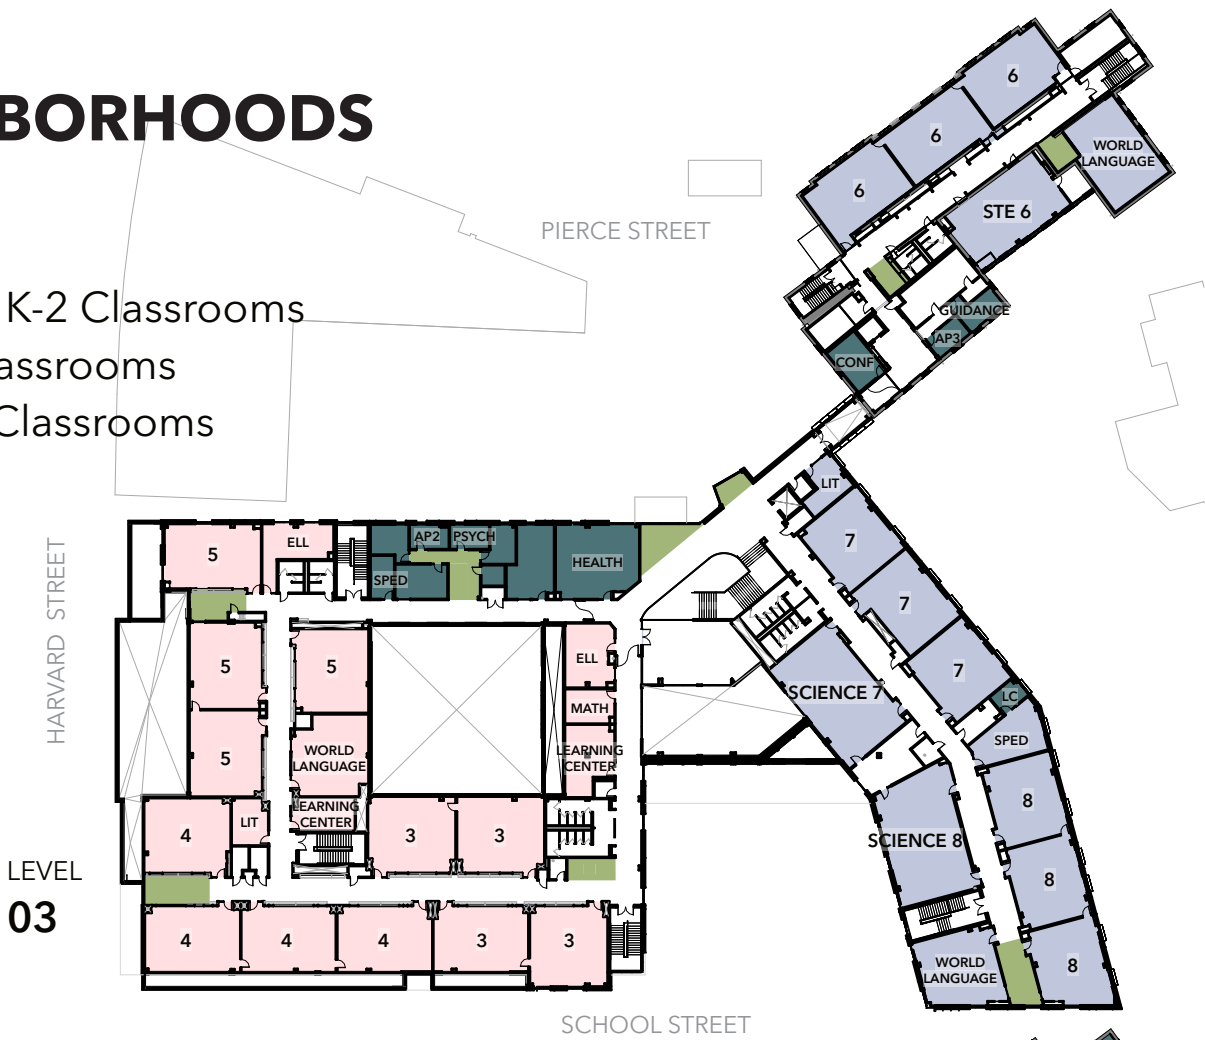 BORHOODS
K-2 Classrooms
assrooms
Classrooms
PIERCE STREET
HARVARD STREET
SCHOOL STREET
LEVEL
03
6
6
6
WORLD
LANGUAGE
STE 6
GUIDANCE
AP3
CONF
LIT
7
7
7
SCIENCE 7
LC
SPED
8
SCIENCE 8
8
8
WORLD
LANGUAGE
5
ELL
AP2
PSYCH
SPED
HEALTH
5
5
5
WORLD
LANGUAGE
LEARNING
CENTER
ELL
MATH
LEARNING
CENTER
4
LIT
3
3
4
4
4
3
3